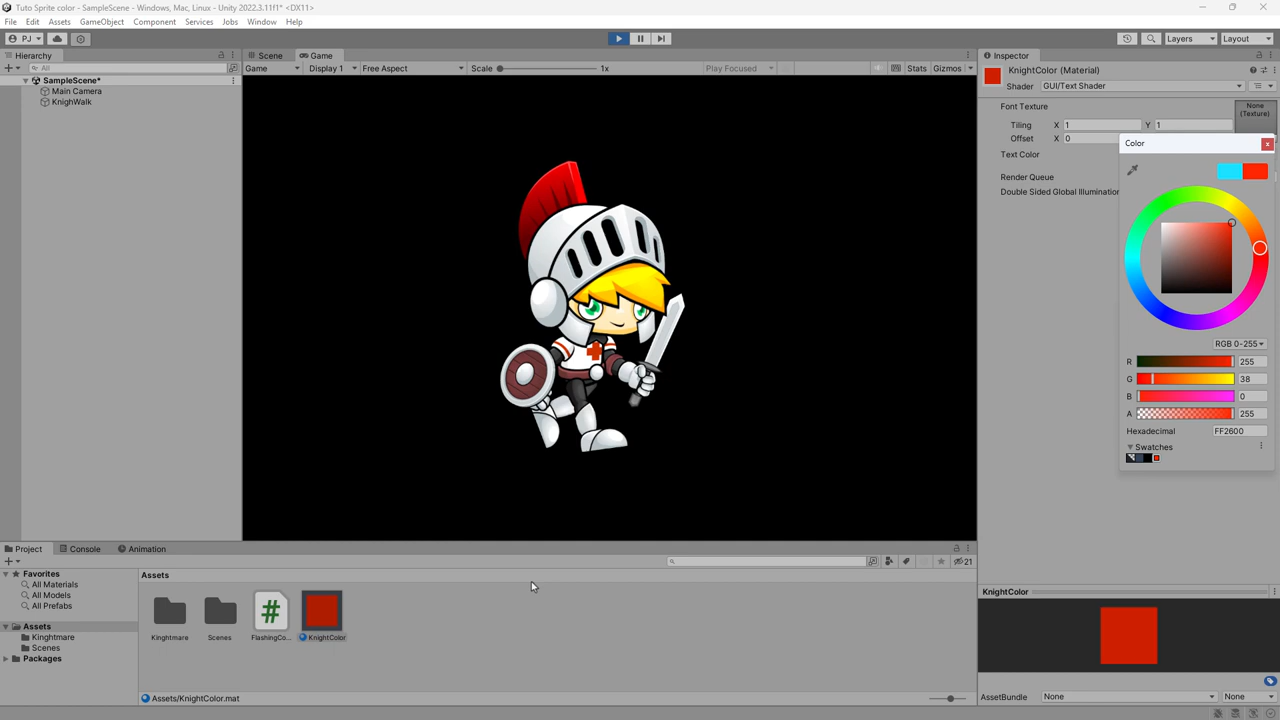 Tuto Sprite color - SampleScene - Windows, Mac, Linux - Unity 2022.3.11f1* <DX11>
File Edit Assets GameObject Component Services Jobs Window Help
PJ
Layers
Layout
Hierarchy
All
SampleScene*
Main Camera
KnighWalk
Scene
Game
Game
Display 1
Free Aspect
Scale
1x
Play Focused
Stats
Gizmos
Inspector
KnightColor (Material)
Shader
GUI/Text Shader
Font Texture
None
(Texture)
Tiling X 1 Y 1
Offset X 0
Text Color
Render Queue
Double Sided Global Illumination
Color
RGB 0-255
R 255
G 38
B 0
A 255
Hexadecimal FF2600
Swatches
Project
Console
Animation
21
Favorites
All Materials
All Models
All Prefabs
Assets
Kinghtmare
Scenes
Packages
Assets
Kinghtmare
Scenes
FlashingCo...
KnightColor
Assets/KnightColor.mat
KnightColor
AssetBundle None None